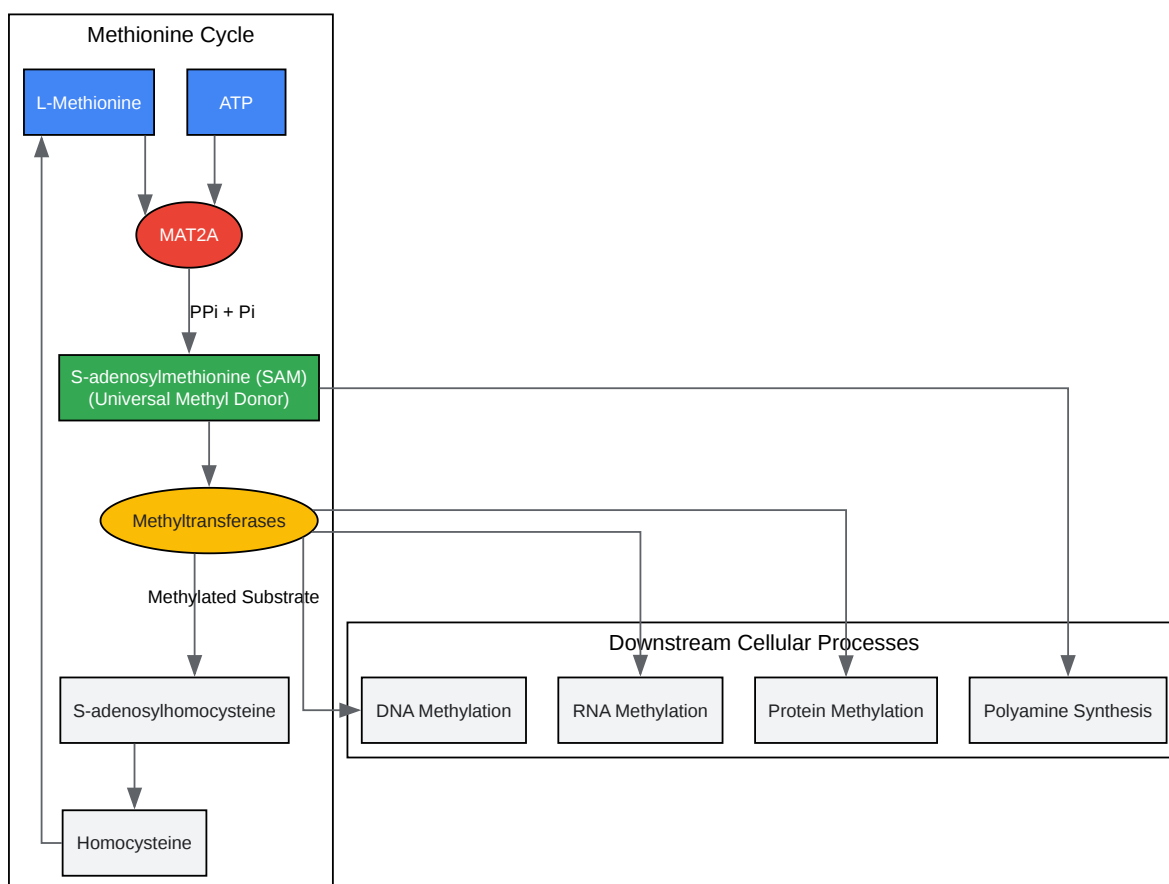 Methionine Cycle
L-Methionine
ATP
MAT2A
PPi + Pi
S-adenosylmethionine (SAM)
(Universal Methyl Donor)
Methyltransferases
Methylated Substrate
Downstream Cellular Processes
S-adenosylhomocysteine
DNA Methylation
RNA Methylation
Protein Methylation
Polyamine Synthesis
Homocysteine